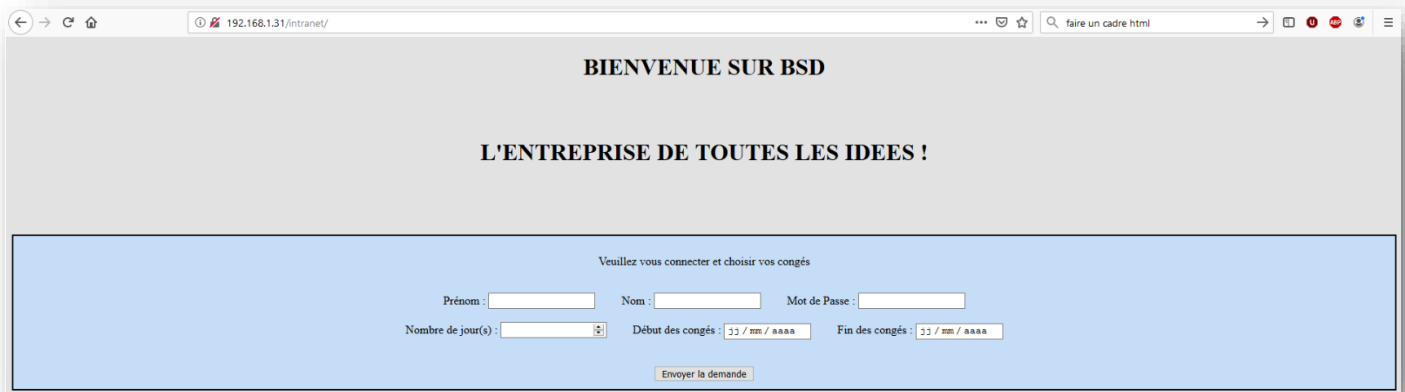 192.168.1.31/intranet/
faire un cadre html
BIENVENUE SUR BSD
L'ENTREPRISE DE TOUTES LES IDEES !
Veuillez vous connecter et choisir vos congés
Prénom : Nom : Mot de Passe :
Nombre de jour(s) : Début des congés : jj / mm / aaaa Fin des congés : jj / mm / aaaa
Envoyer la demande